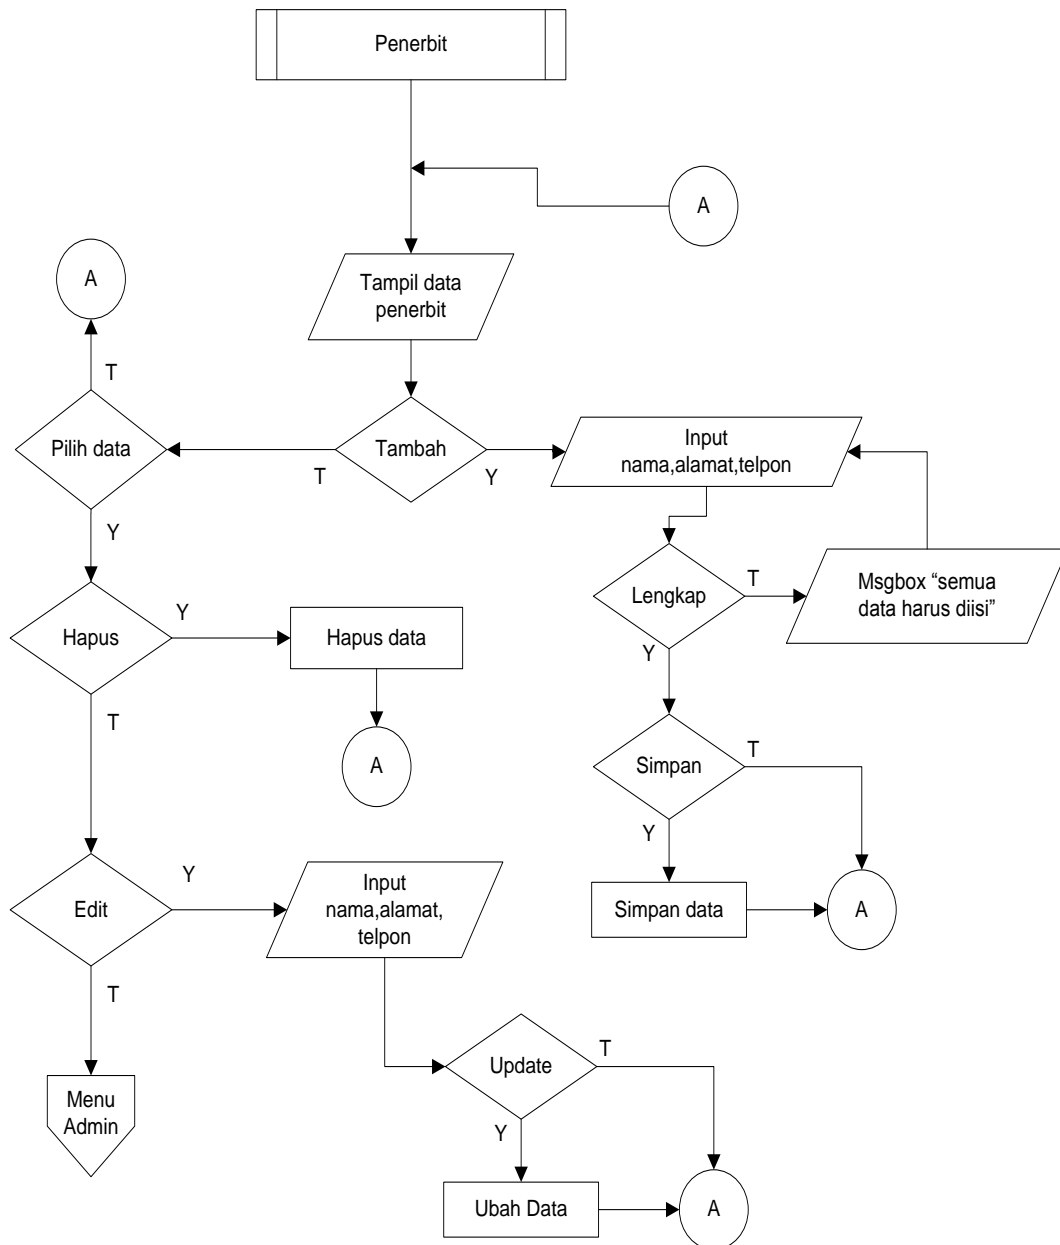 Penerbit
A
A
Tampil data
penerbit
T
Pilih data
T
Tambah
Y
Input
nama,alamat,telpon
Y
Lengkap
T
Msgbox “semua
data harus diisi”
Hapus
Y
Hapus data
Y
T
A
Simpan
T
Y
Edit
Y
Input
nama,alamat,
telpon
Simpan data
A
T
Update
T
Menu
Admin
Y
Ubah Data
A